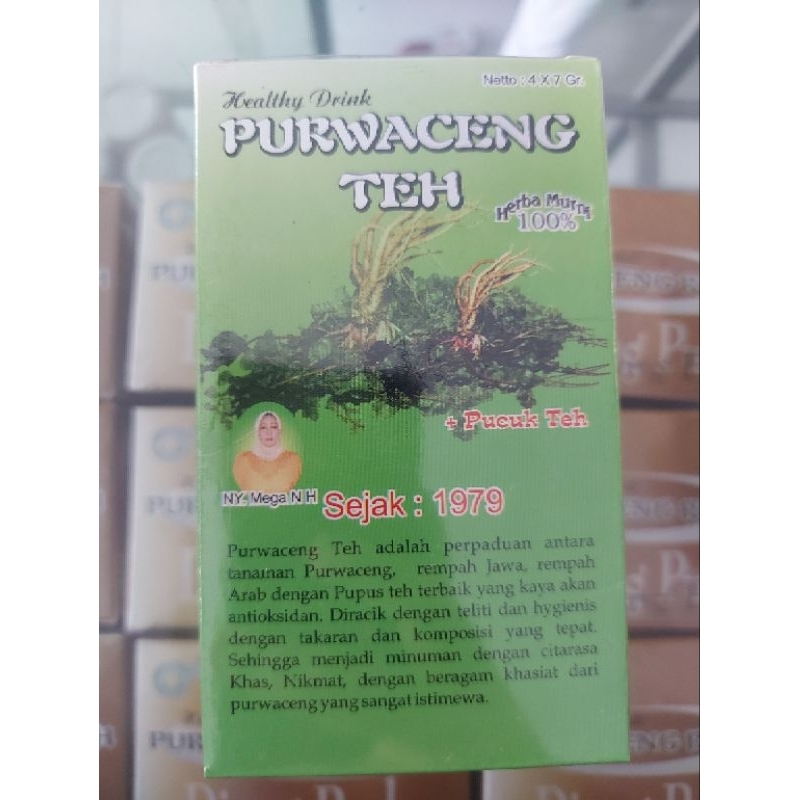 Netto : 4 X 7 Gr.
Healthy Drink
PURWACENG
TEH
Herba Murni
100%
+ Pucuk Teh
NY. Mega N H
Sejak : 1979
Purwaceng Teh adalah perpaduan antara
tanaman Purwaceng, rempah Jawa, rempah
Arab dengan Pupus teh terbaik yang kaya akan
antioksidan. Diracik dengan teliti dan hygienis
dengan takaran dan komposisi yang tepat.
Sehingga menjadi minuman dengan citarasa
Khas, Nikmat, dengan beragam khasiat dari
purwaceng yang sangat istimewa.